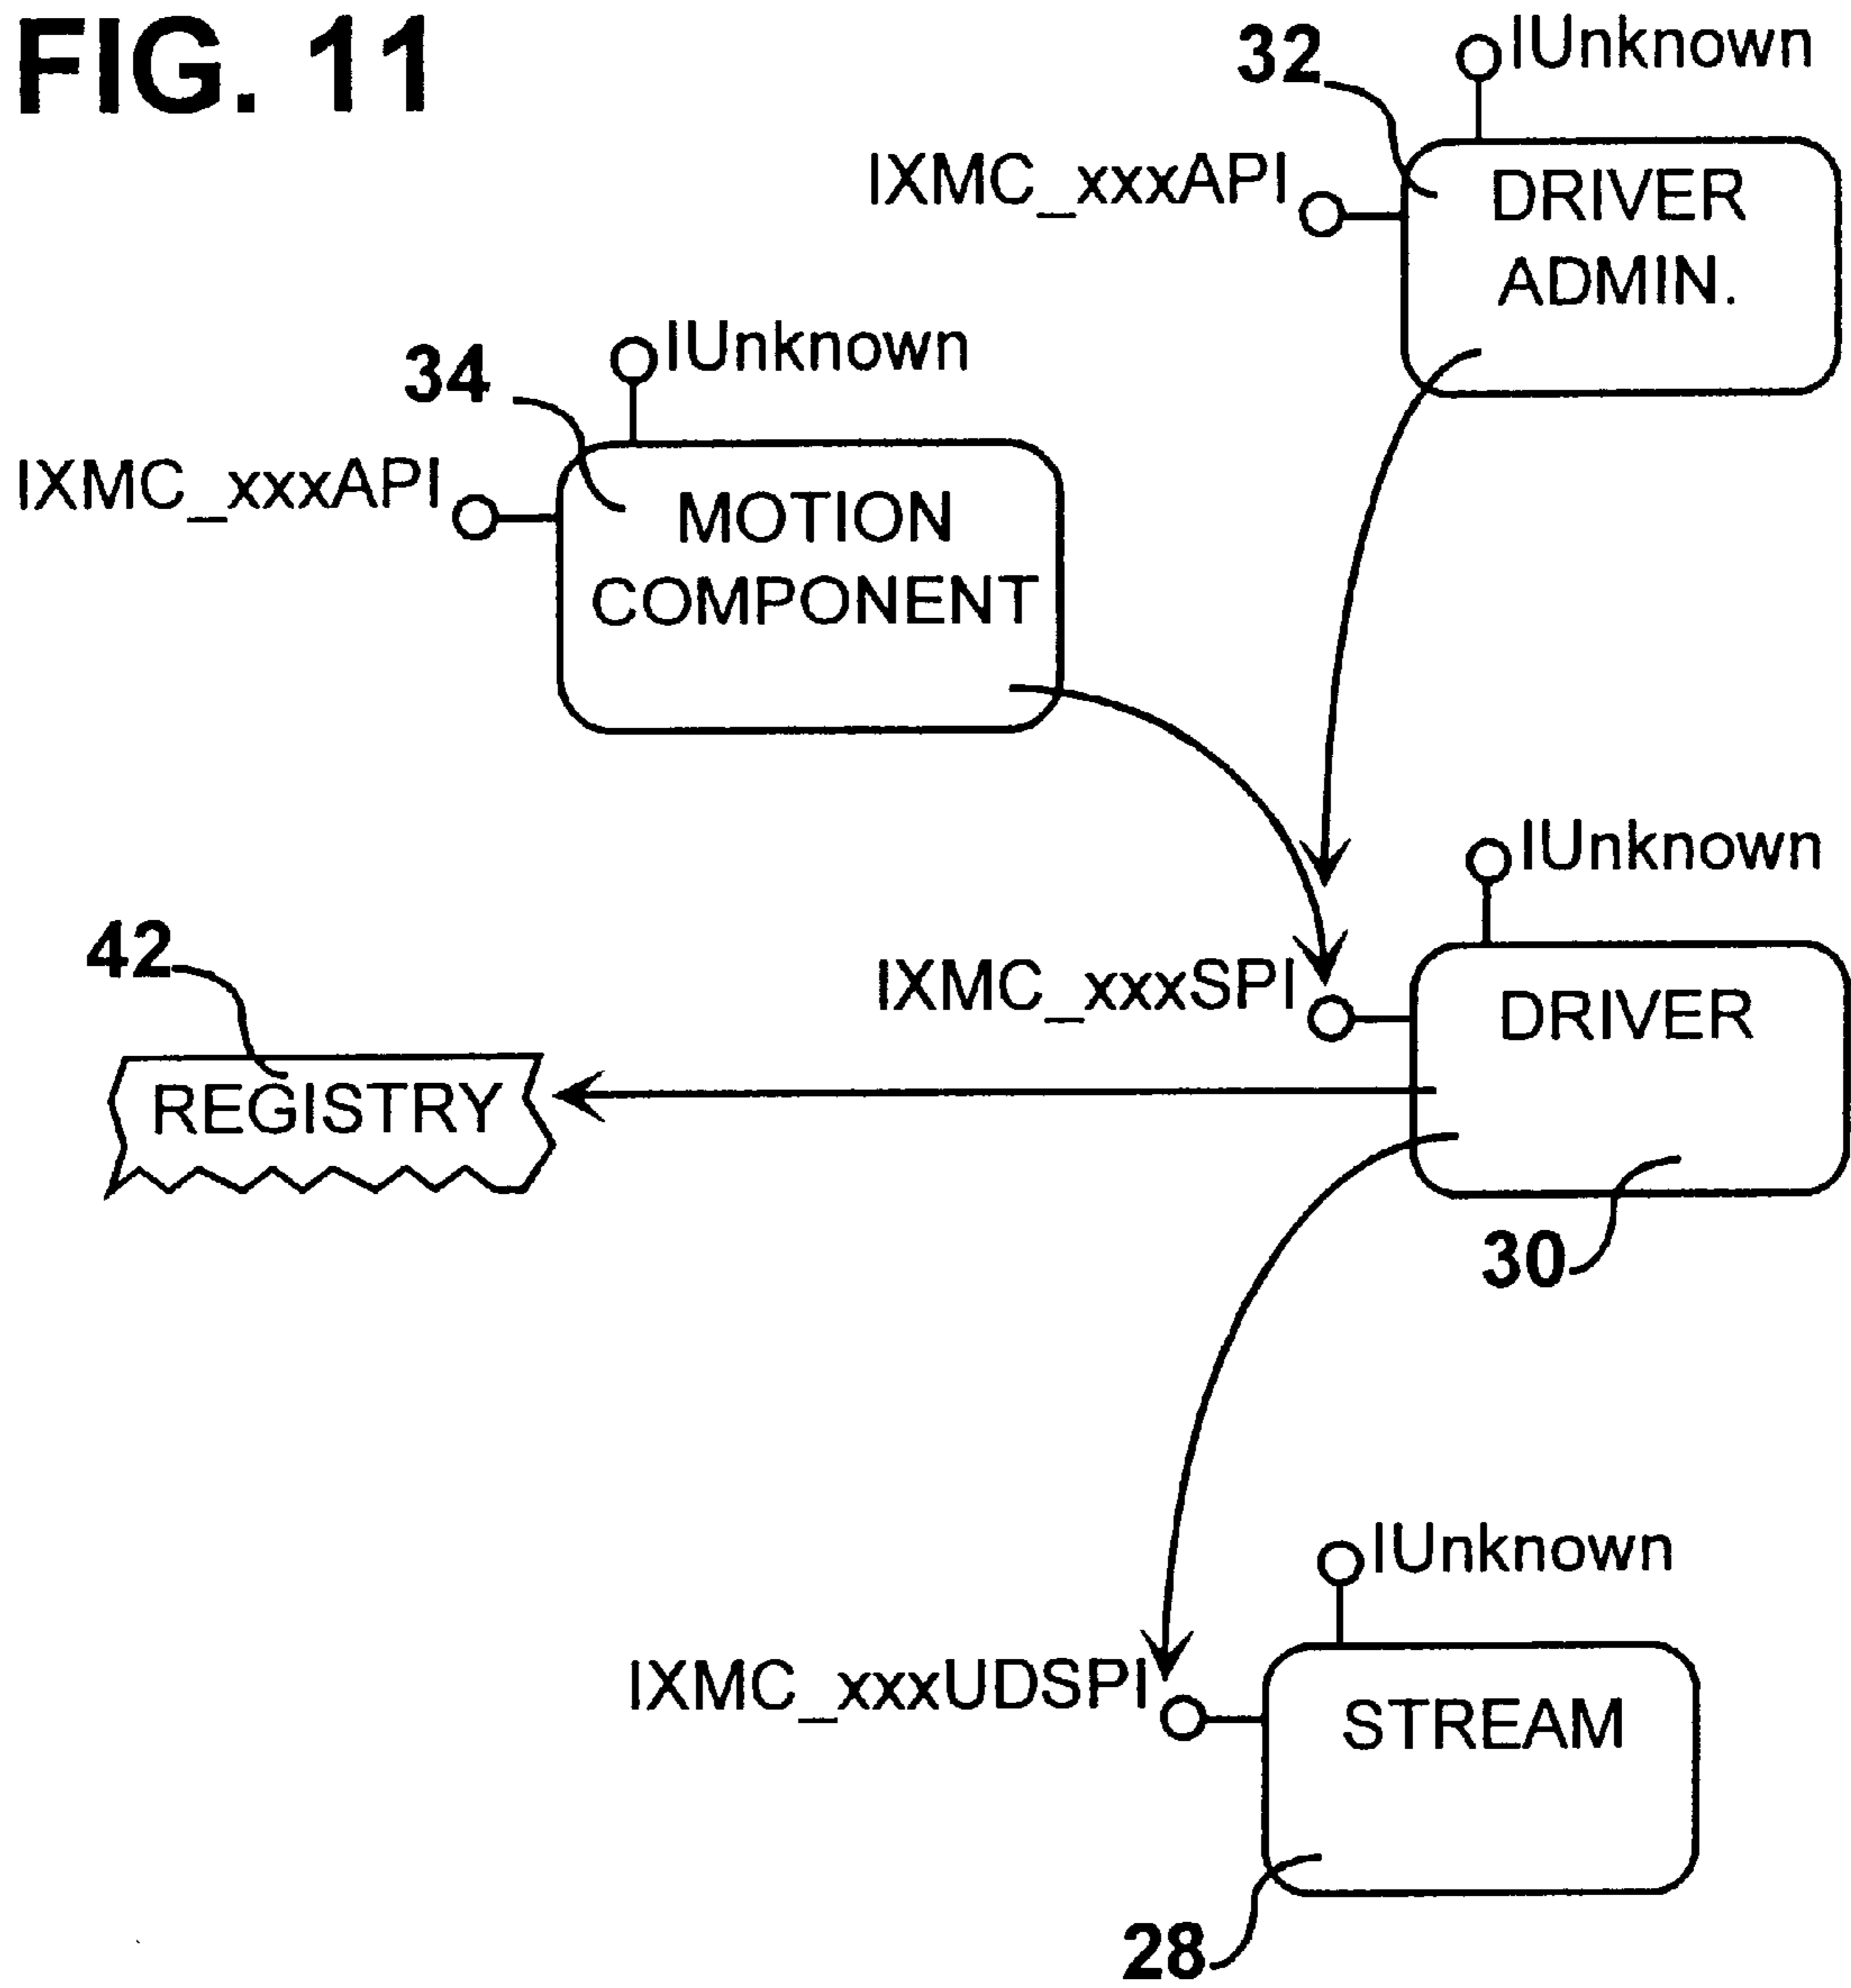 FIG. 11
32
IUnknown
IXMC_xxxAPI
DRIVER
ADMIN.
34
IUnknown
IXMC_xxxAPI
MOTION
COMPONENT
IUnknown
42
IXMC_xxxSPI
DRIVER
REGISTRY
30
IUnknown
IXMC_xxxUDSPI
STREAM
28